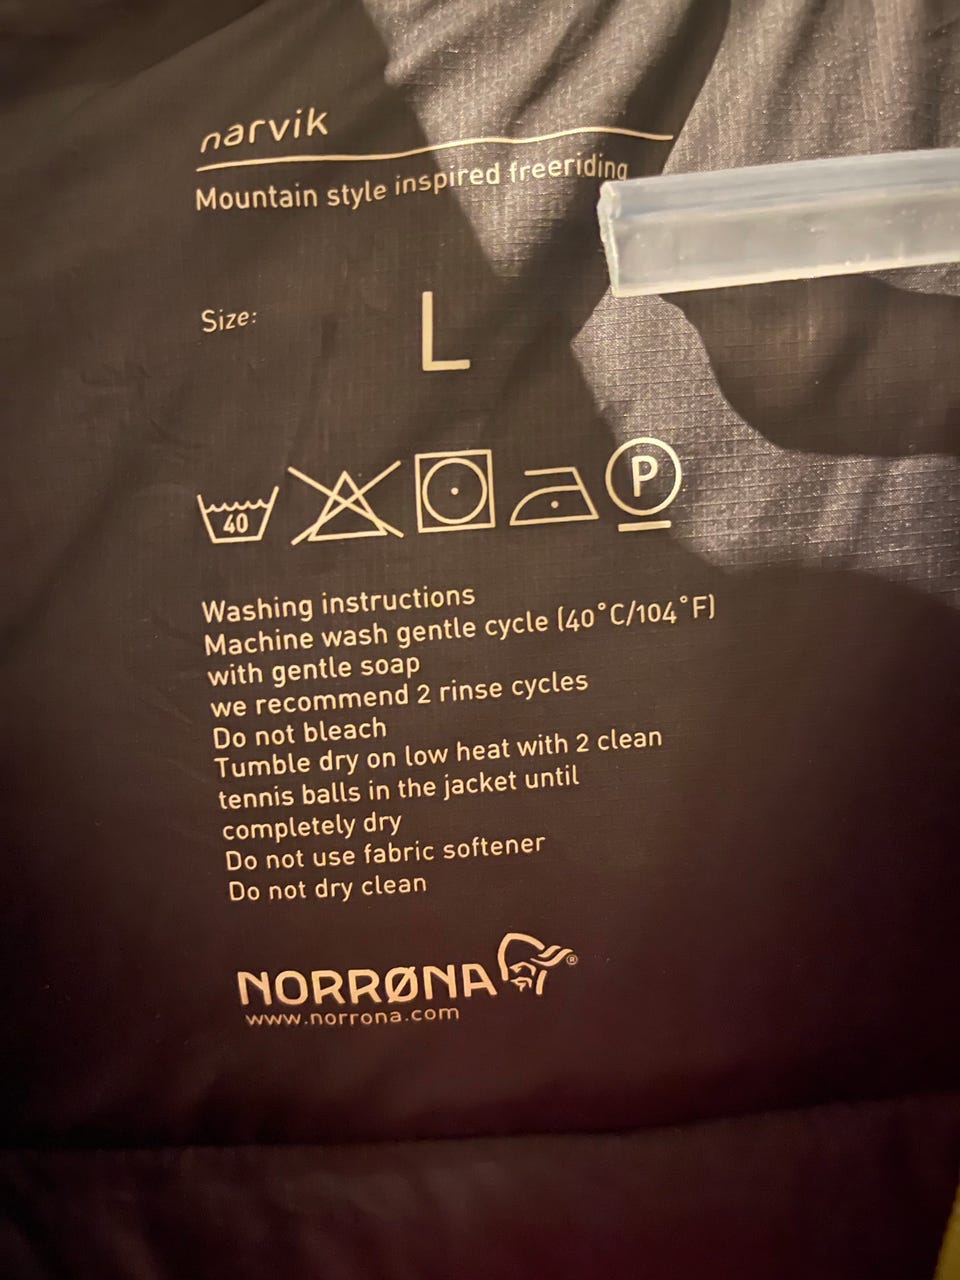 narvik
Mountain style inspired freeriding
Size:
L
40
P
Washing instructions
Machine wash gentle cycle (40°C/104°F)
with gentle soap
we recommend 2 rinse cycles
Do not bleach
Tumble dry on low heat with 2 clean
tennis balls in the jacket until
completely dry
Do not use fabric softener
Do not dry clean
NORRØNA ®
www.norrona.com